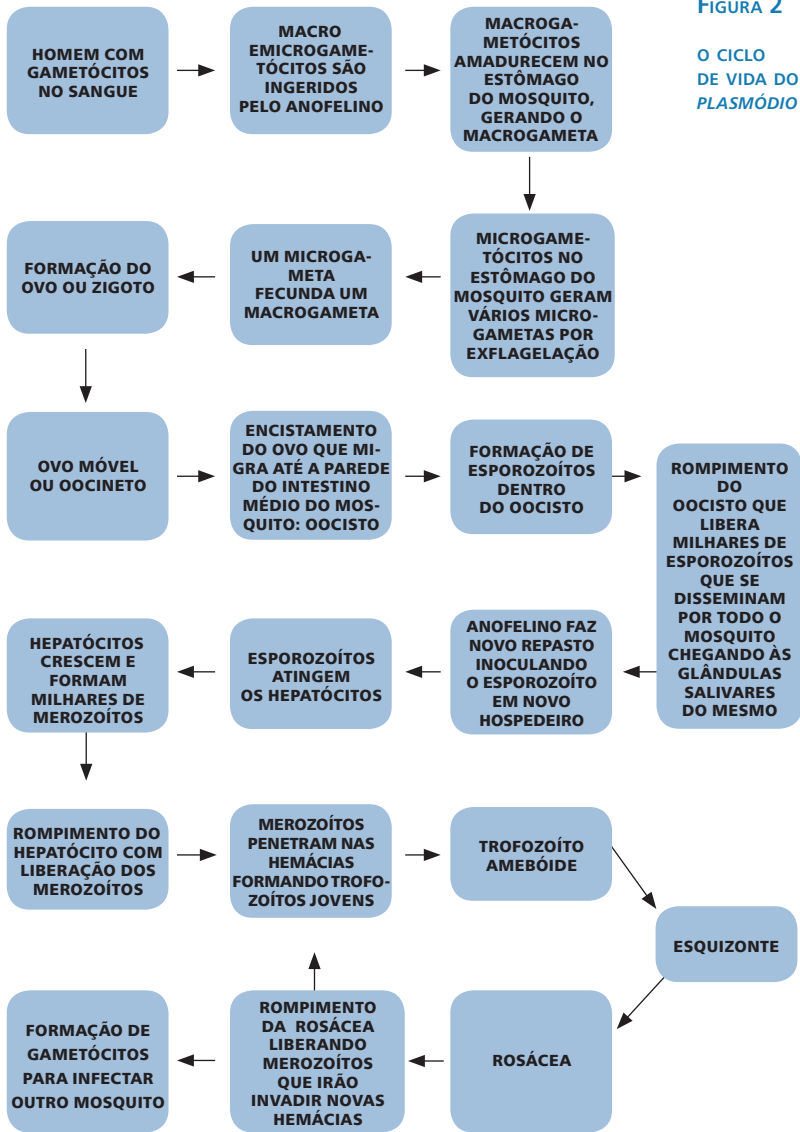 FIGURA 2
O CICLO
DE VIDA DO
PLASMÓDIO
HOMEM COM
GAMETÓCITOS
NO SANGUE
MACRO
EMICROGAME-
TÓCITOS SÃO
INGERIDOS
PELO ANOFELINO
MACROGA-
METÓCITOS
AMADURECEM NO
ESTÔMAGO
DO MOSQUITO,
GERANDO O
MACROGAMETA
MICROGAME-
TÓCITOS NO
ESTÔMAGO DO
MOSQUITO GERAM
VÁRIOS MICRO-
GAMETAS POR
EXFLAGELAÇÃO
UM MICROGA-
META
FECUNDA UM
MACROGAMETA
FORMAÇÃO DO
OVO OU ZIGOTO
OVO MÓVEL
OU OOCINETO
ENCISTAMENTO
DO OVO QUE MI-
GRA ATÉ A PAREDE
DO INTESTINO
MÉDIO DO MOS-
QUITO: OOCISTO
FORMAÇÃO DE
ESPOROZOÍTOS
DENTRO
DO OOCISTO
ROMPIMENTO
DO
OOCISTO QUE
LIBERA
MILHARES DE
ESPOROZOÍTOS
QUE SE
DISSEMINAM
POR TODO O
MOSQUITO
CHEGANDO ÀS
GLÂNDULAS
SALIVARES
DO MESMO
ANOFELINO FAZ
NOVO REPASTO
INOCULANDO
O ESPOROZOÍTO
EM NOVO
HOSPEDEIRO
ESPOROZOÍTOS
ATINGEM
OS HEPATÓCITOS
HEPATÓCITOS
CRESCEM E
FORMAM
MILHARES DE
MEROZOÍTOS
ROMPIMENTO DO
HEPATÓCITO COM
LIBERAÇÃO DOS
MEROZOÍTOS
MEROZOÍTOS
PENETRAM NAS
HEMÁCIAS
FORMANDO TROFO-
ZOÍTOS JOVENS
TROFOZOÍTO
AMEBÓIDE
ESQUIZONTE
ROSÁCEA
ROMPIMENTO
DA ROSÁCEA
LIBERANDO
MEROZOÍTOS
QUE IRÃO
INVADIR NOVAS
HEMÁCIAS
FORMAÇÃO DE
GAMETÓCITOS
PARA INFECTAR
OUTRO MOSQUITO